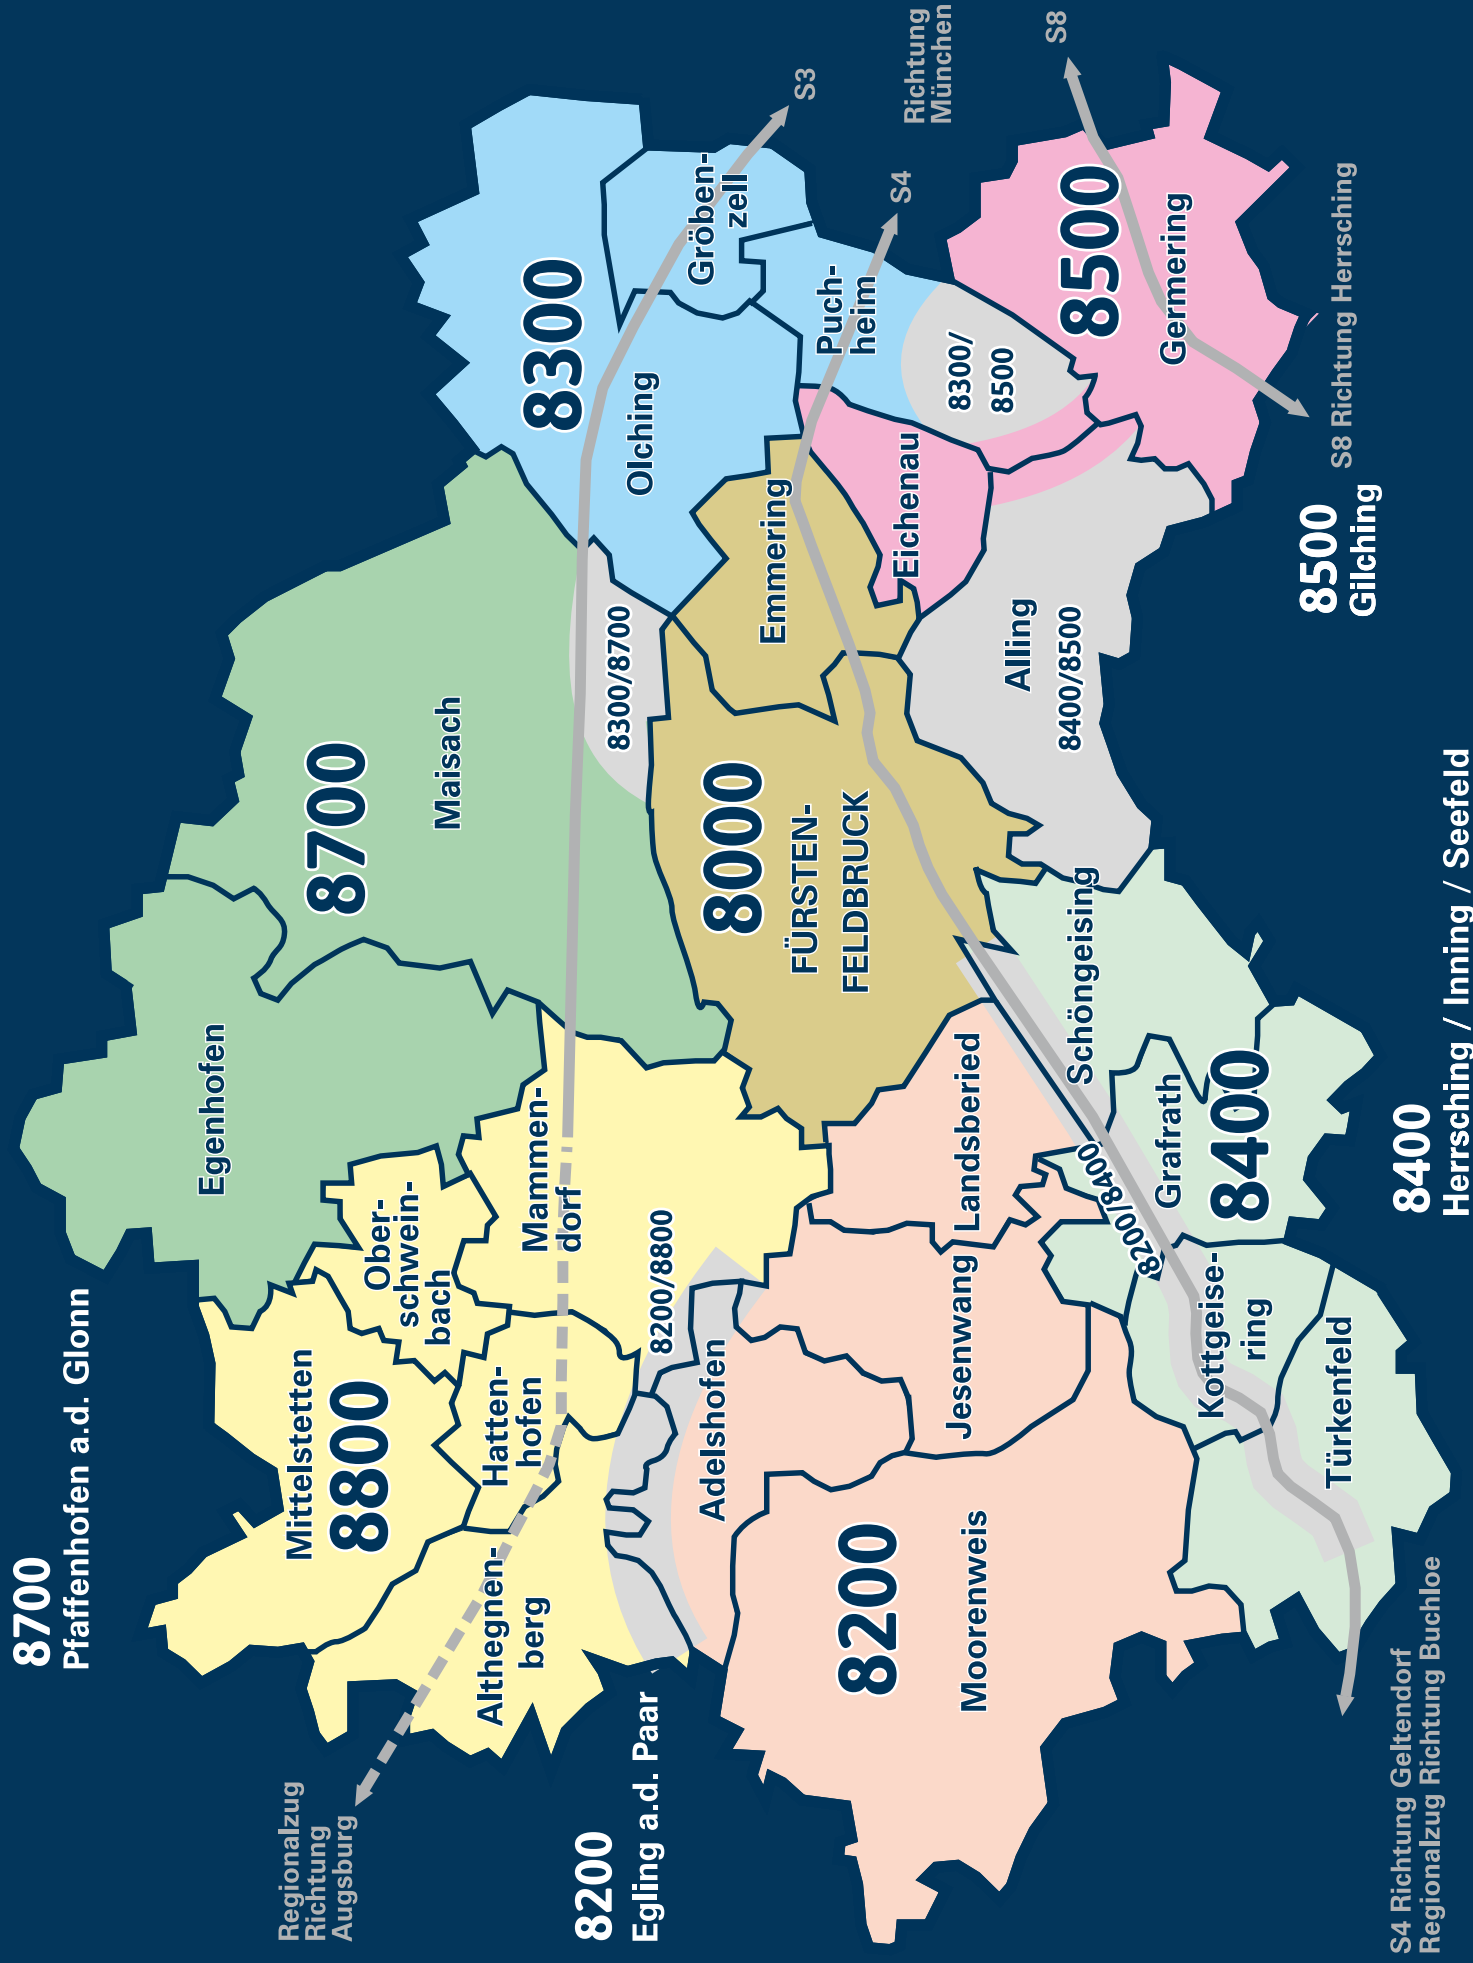 8700
Pfaffenhofen a.d. Glonn
Regionalzug
Richtung
Augsburg
8200
Egling a.d. Paar
S4 Richtung Geltendorf
Regionalzug Richtung Buchloe
Mittelstetten
8800
Althegnen-
berg
Hatten-
hofen
Ober-
schwein-
bach
Egenhofen
Mammen-
dorf
8200/8800
Adelshofen
8200
Moorenweis
Jesenwang
Landsberied
Türkenfeld
Kottgeise-
ring
8200/8400
Grafrath
8400
Schöngeising
8400
Herrsching / Inning / Seefeld
8700
Maisach
8000
FÜRSTEN-
FELDBRUCK
8300/8700
Emmering
Alling
8400/8500
Eichenau
8300
Olching
Gröben-
zell
Puch-
heim
8300/
8500
8500
Germering
8500
Gilching
S8 Richtung Herrsching
S3
S4
Richtung
München
S8